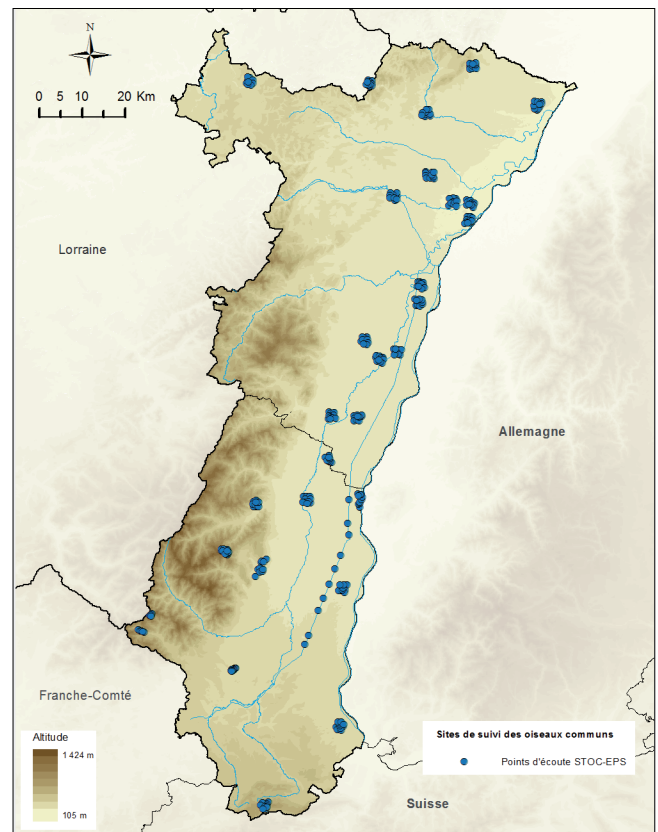 N
0 5 10 20 Km
Lorraine
Allemagne
Franche-Comté
Altitude
1 424 m
105 m
Sites de suivi des oiseaux communs
Points d'écoute STOC-EPS
Suisse